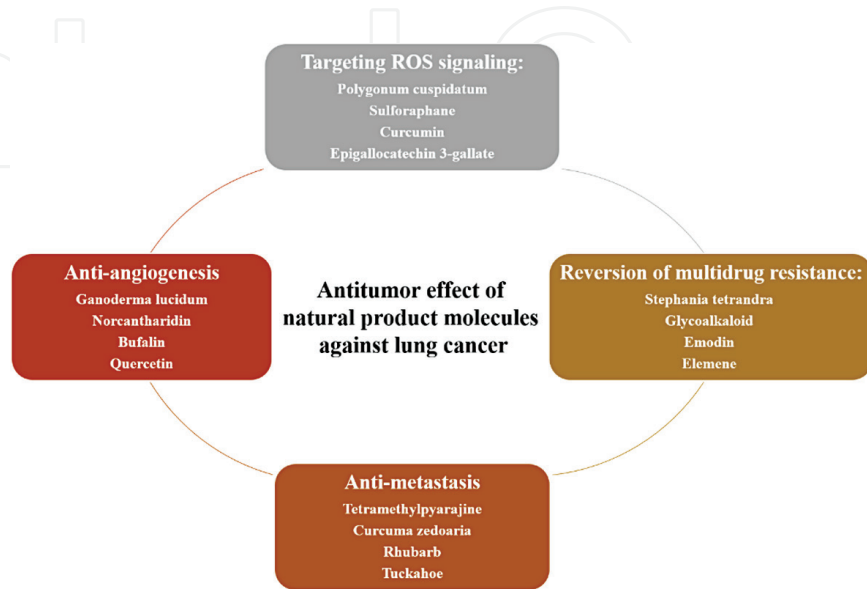 Targeting ROS signaling:
Polygonum cuspidatum
Sulforaphane
Curcumin
Epigallocatechin 3-gallate
Anti-angiogenesis
Ganoderma lucidum
Norcantharidin
Bufalin
Quercetin
Antitumor effect of
natural product molecules
against lung cancer
Reversion of multidrug resistance:
Stephania tetrandra
Glycoalkaloid
Emodin
Elemene
Anti-metastasis
Tetramethylpyarajine
Curcuma zedoaria
Rhubarb
Tuckahoe